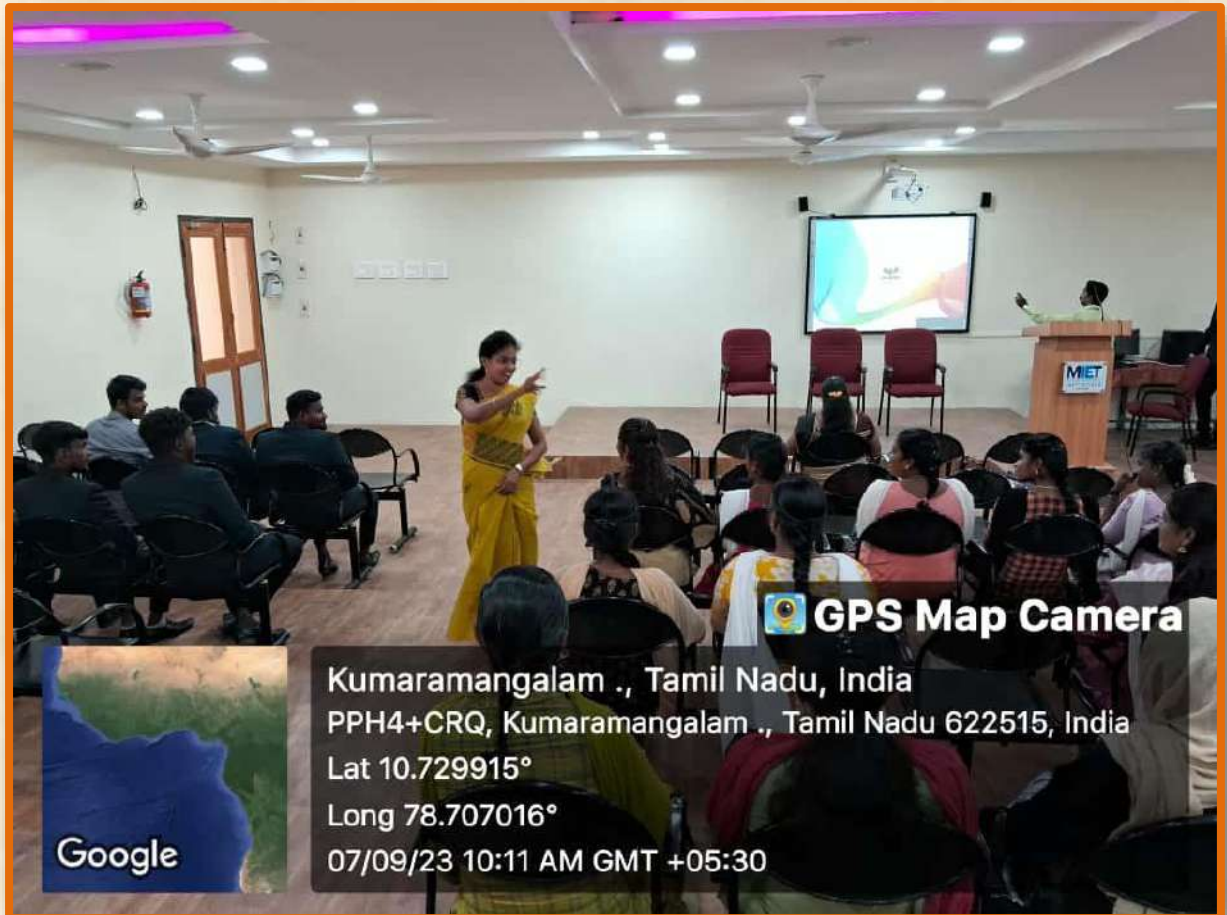 MIET
GPS Map Camera
Kumaramangalam ., Tamil Nadu, India
PPH4+CRQ, Kumaramangalam ., Tamil Nadu 622515, India
Lat 10.729915°
Long 78.707016°
07/09/23 10:11 AM GMT +05:30
Google